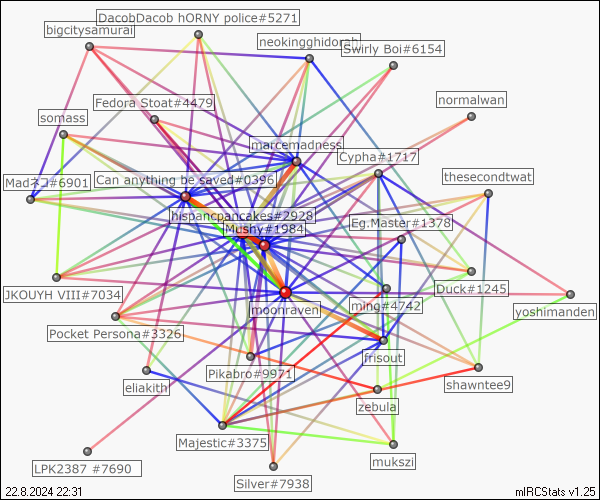 DacobDacob hORNY police#5271
bigcitysamurai
neokingghidorah
Swirly Boi#6154
Fedora Stoat#4479
normalwan
somass
marcemadness
Cypha#1717
thesecondtwat
Madネコ#6901
Can anything be saved#0396
hispancpancakes#2928
Mushy#1984
Eg.Master#1378
JKOUYH VIII#7034
Duck#1245
moonraven
ming#4742
yoshimanden
Pocket Persona#3326
frisout
Pikabro#9971
eliakith
shawntee9
zebula
Majestic#3375
mukszi
LPK2387 #7690
Silver#7938
22.8.2024 22:31
mIRCStats v1.25